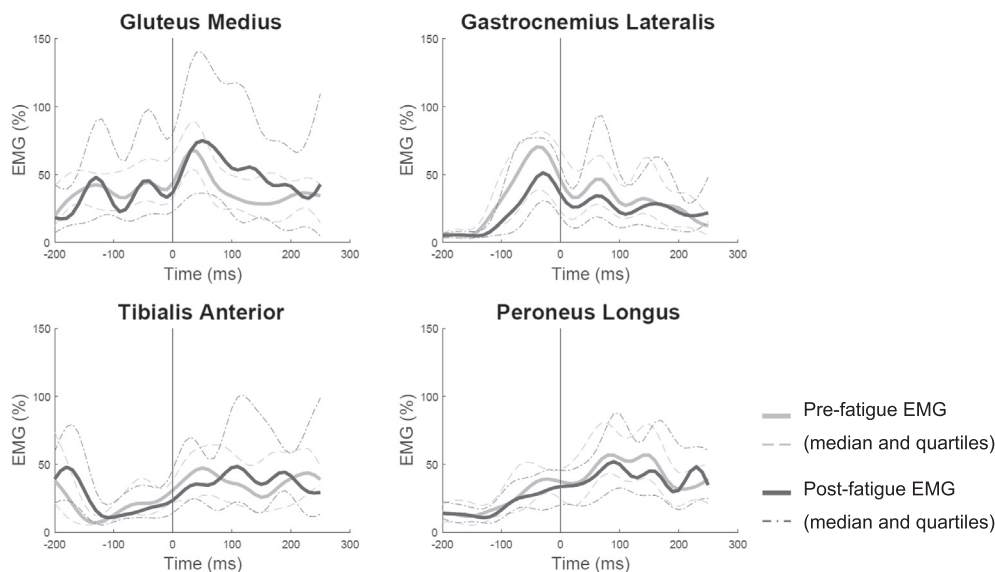 Gluteus Medius
150
100
50
0
EMG (%)
-200 -100 0 100 200 300
Time (ms)
Gastrocnemius Lateralis
150
100
50
0
EMG (%)
-200 -100 0 100 200 300
Time (ms)
Tibialis Anterior
150
100
50
0
EMG (%)
-200 -100 0 100 200 300
Time (ms)
Peroneus Longus
150
100
50
0
EMG (%)
-200 -100 0 100 200 300
Time (ms)
Pre-fatigue EMG
(median and quartiles)
Post-fatigue EMG
(median and quartiles)